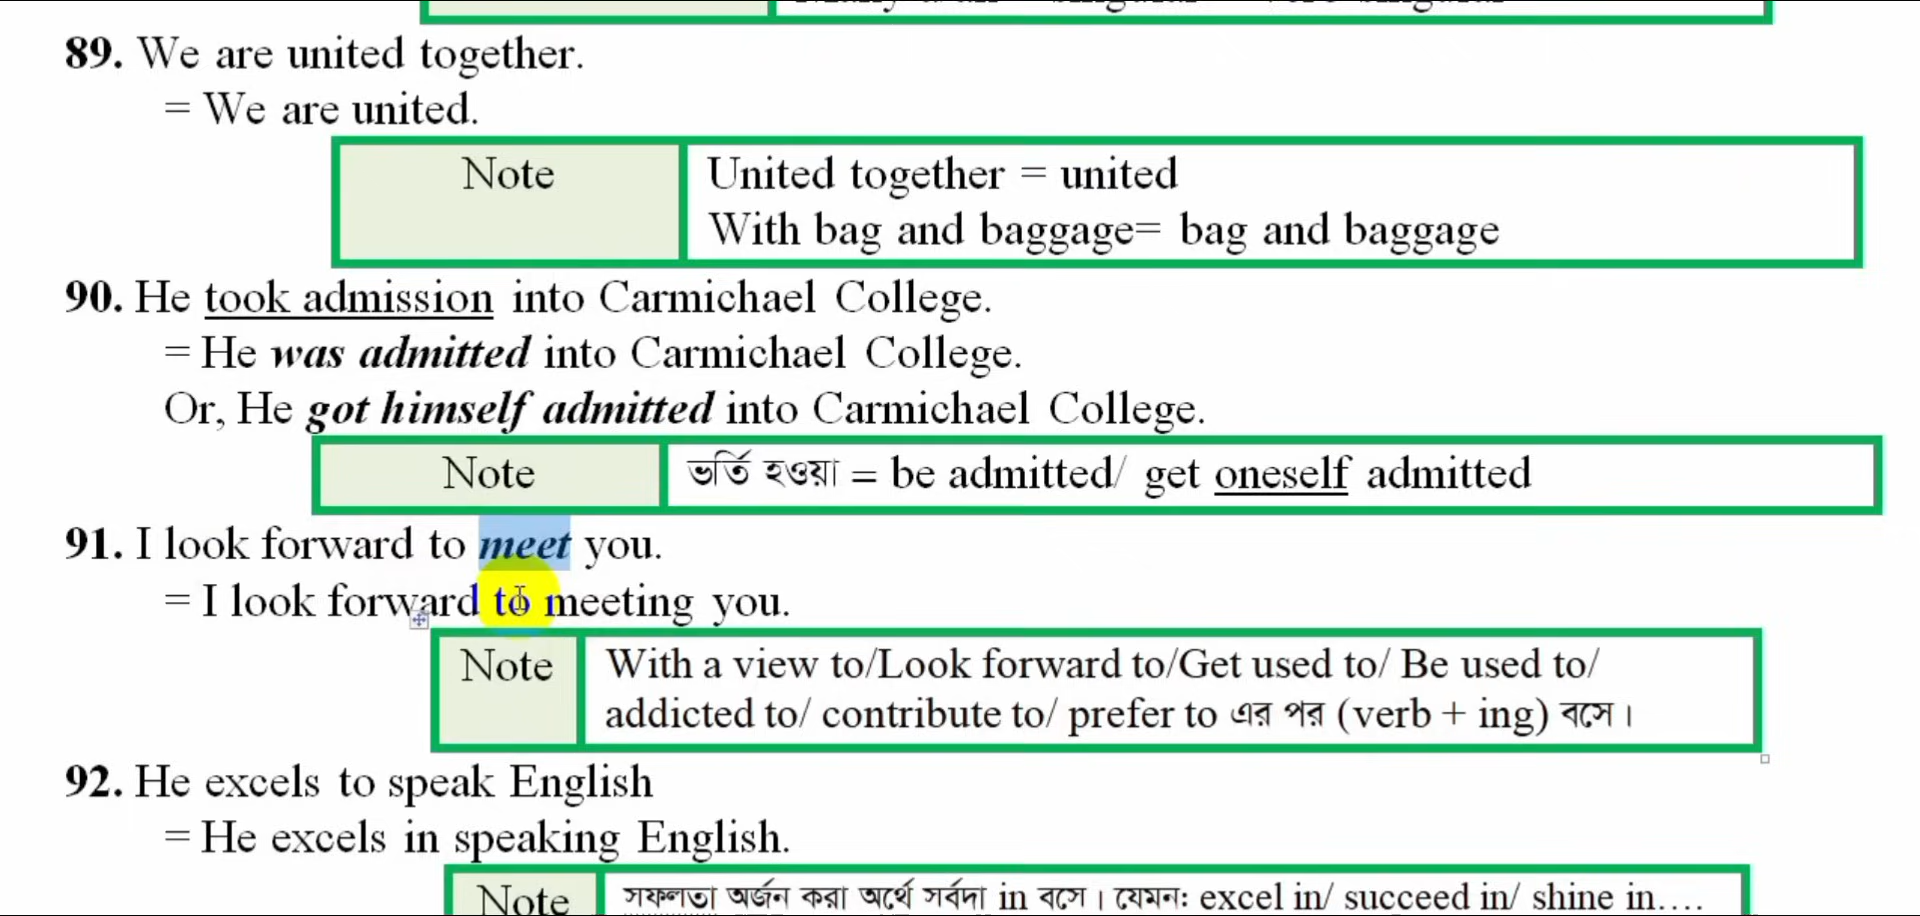 89. We are united together.
= We are united.
Note United together = united
With bag and baggage= bag and baggage
90. He took admission into Carmichael College.
= He was admitted into Carmichael College.
Or, He got himself admitted into Carmichael College.
Note ভর্তি হওয়া = be admitted/ get oneself admitted
91. I look forward to meet you.
= I look forward to meeting you.
Note With a view to/Look forward to/Get used to/ Be used to/
addicted to/ contribute to/ prefer to এর পর (verb + ing) বসে।
92. He excels to speak English
= He excels in speaking English.
Note সফলতা অর্জন করা অর্থে সর্বদা in বসে। যেমনঃ excel in/ succeed in/ shine in….